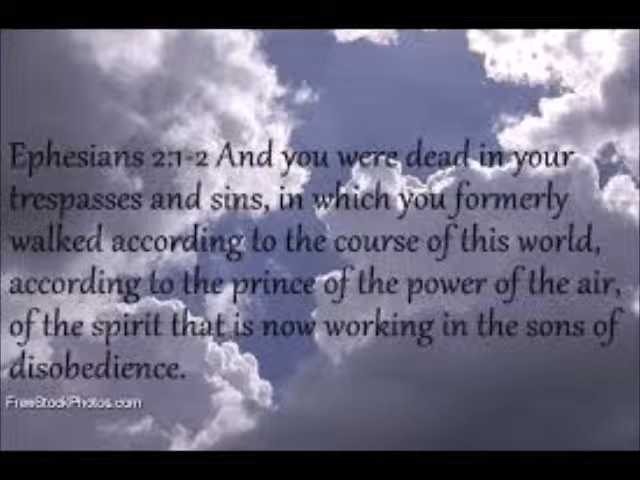 Ephesians 2:1-2 And you were dead in your
trespasses and sins, in which you formerly
walked according to the course of this world,
according to the prince of the power of the air,
of the spirit that is now working in the sons of
disobedience.
FreeStockPhotos.com